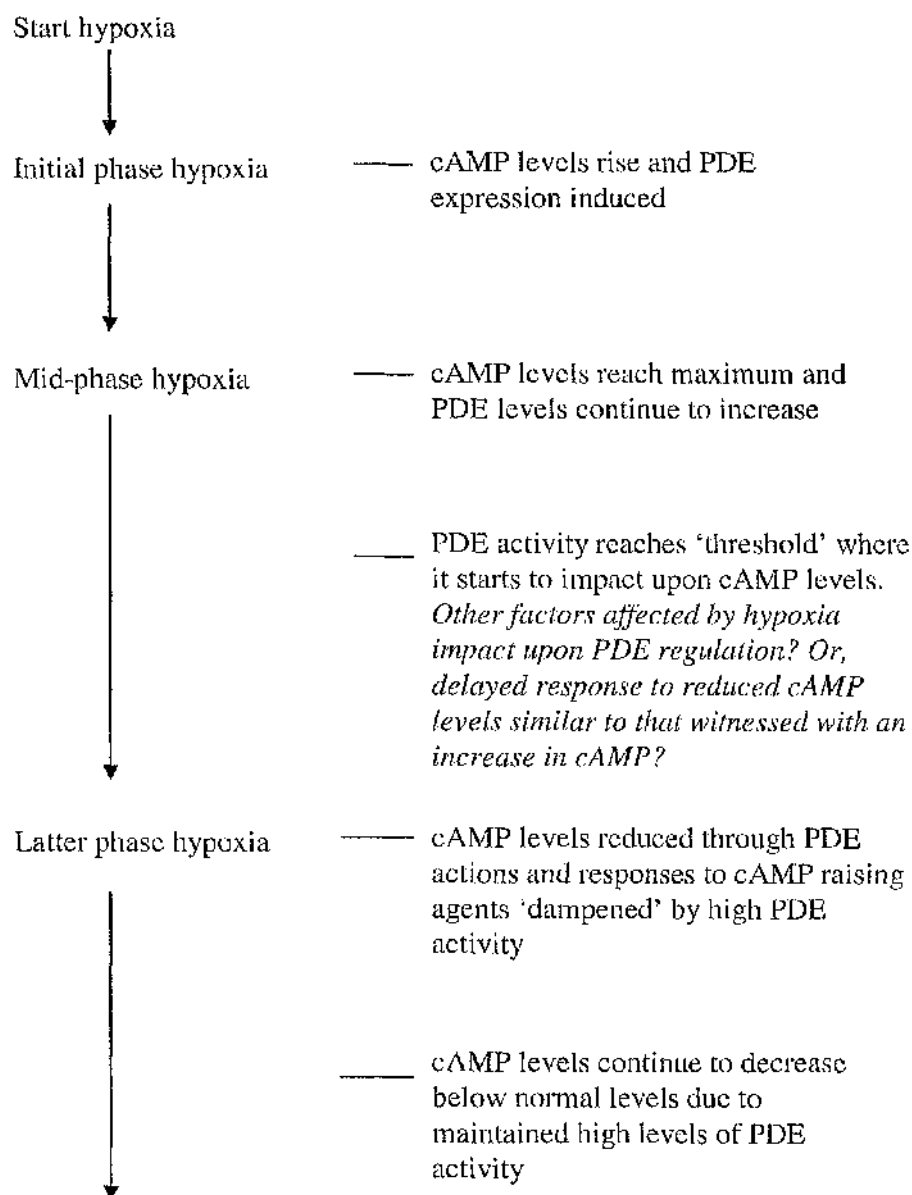 Start hypoxia
Initial phase hypoxia
cAMP levels rise and PDE
expression induced
Mid-phase hypoxia
cAMP levels reach maximum and
PDE levels continue to increase
PDE activity reaches ‘threshold’ where
it starts to impact upon cAMP levels.
Other factors affected by hypoxia
impact upon PDE regulation? Or,
delayed response to reduced cAMP
levels similar to that witnessed with an
increase in cAMP?
Latter phase hypoxia
cAMP levels reduced through PDE
actions and responses to cAMP raising
agents ‘dampened’ by high PDE
activity
cAMP levels continue to decrease
below normal levels due to
maintained high levels of PDE
activity